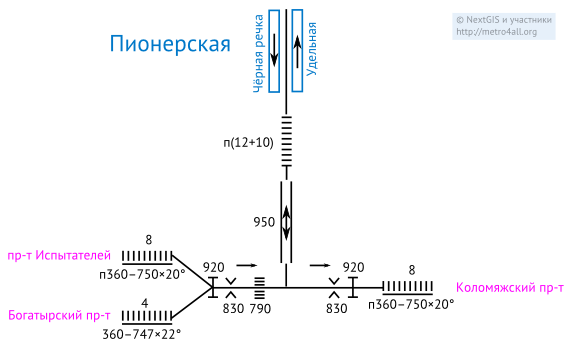 © NextGIS и участники
http://metro4all.org
Пионерская
Чёрная речка
Удельная
п(12+10)
950
8
пр-т Испытателей
п360–750×20°
920
920
8
Коломяжский пр-т
п360–750×20°
830
790
830
4
Богатырский пр-т
360–747×22°